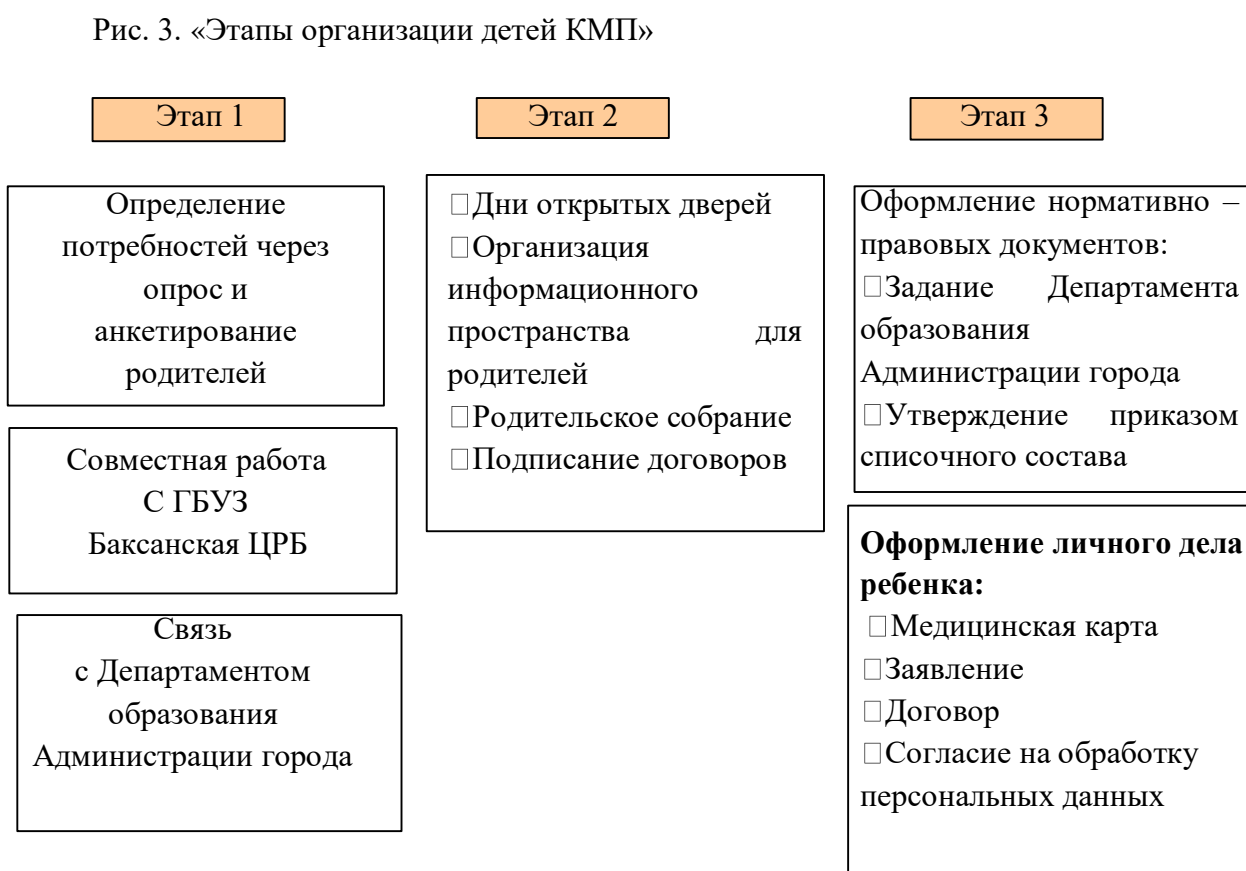 Рис. 3. «Этапы организации детей КМП»
Этап 1
Этап 2
Этап 3
Определение
потребностей через
опрос и
анкетирование
родителей
Совместная работа
С ГБУЗ
Баксанская ЦРБ
Связь
с Департаментом
образования
Администрации города
□Дни открытых дверей
□Организация
информационного
пространства для
родителей
□Родительское собрание
□Подписание договоров
Оформление нормативно –
правовых документов:
□Задание Департамента
образования
Администрации города
□Утверждение приказом
списочного состава
Оформление личного дела
ребенка:
□Медицинская карта
□Заявление
□Договор
□Согласие на обработку
персональных данных